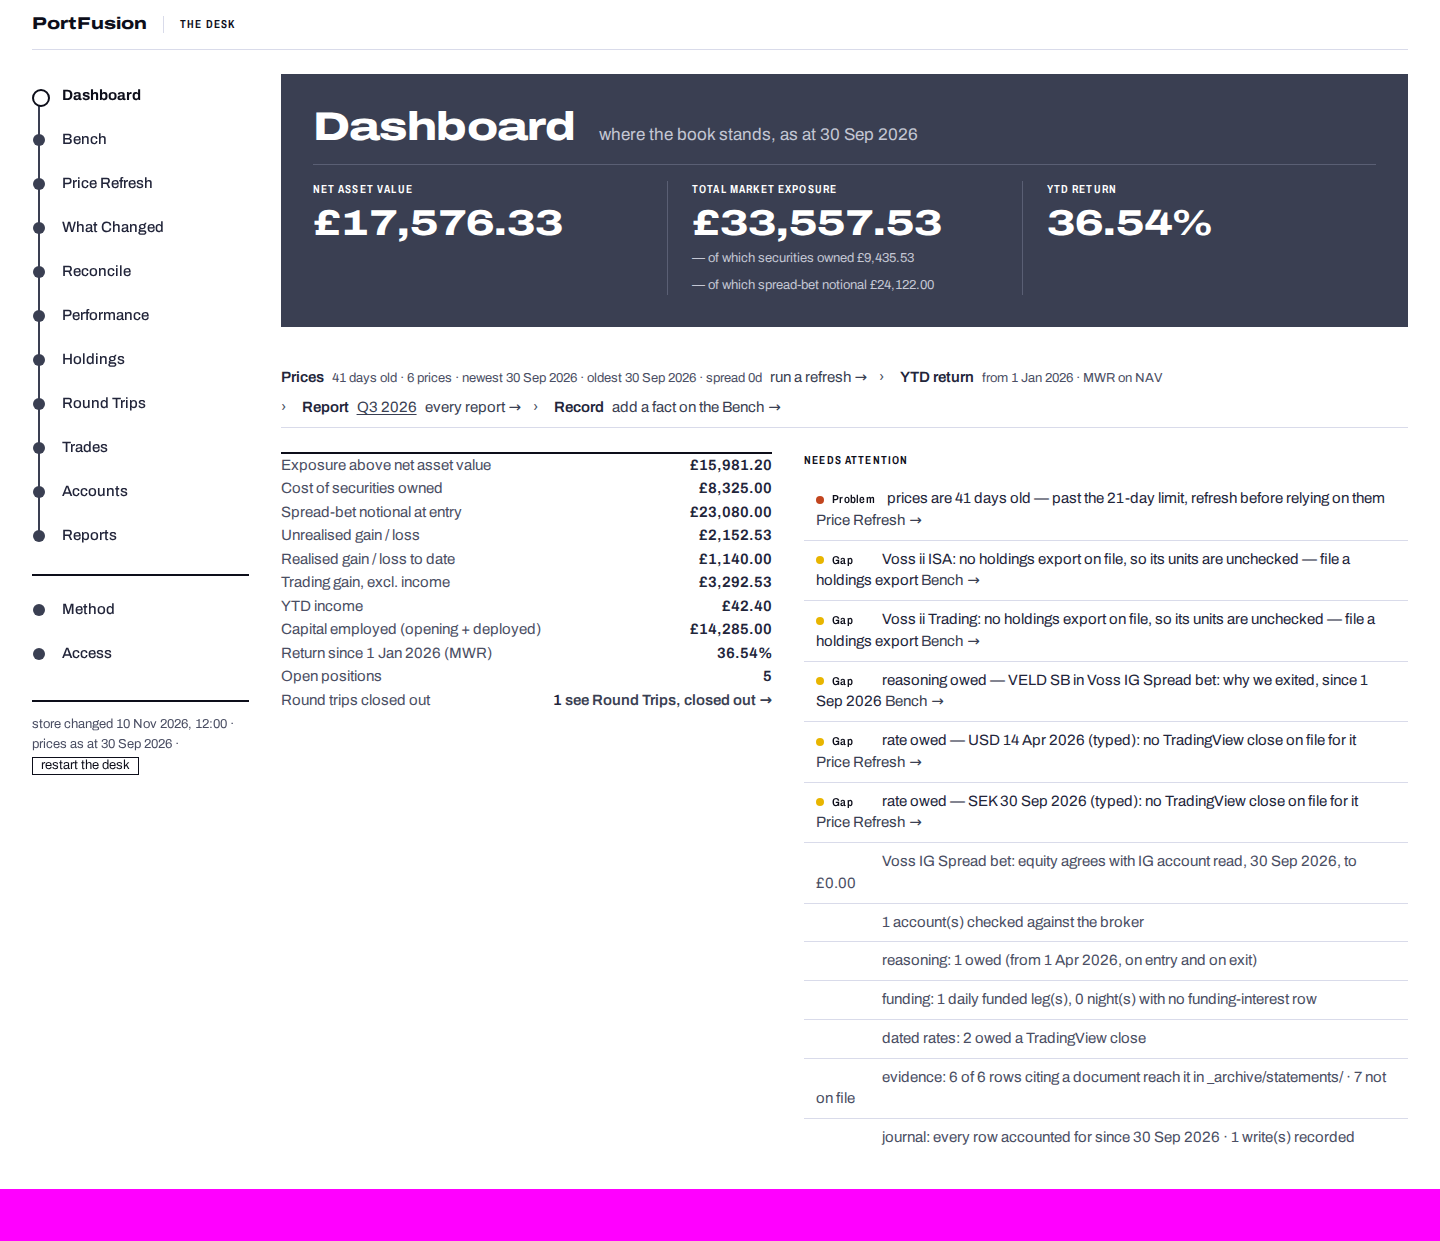 PortFusion
THE DESK
Dashboard
Bench
Price Refresh
What Changed
Reconcile
Performance
Holdings
Round Trips
Trades
Accounts
Reports
Method
Access
store changed 10 Nov 2026, 12:00 ·
prices as at 30 Sep 2026 ·
restart the desk
Dashboard where the book stands, as at 30 Sep 2026
NET ASSET VALUE
£17,576.33
TOTAL MARKET EXPOSURE
£33,557.53
— of which securities owned £9,435.53
— of which spread-bet notional £24,122.00
YTD RETURN
36.54%
Prices 41 days old · 6 prices · newest 30 Sep 2026 · oldest 30 Sep 2026 · spread 0d run a refresh → › YTD return from 1 Jan 2026 · MWR on NAV
› Report Q3 2026 every report → › Record add a fact on the Bench →
Exposure above net asset value £15,981.20
Cost of securities owned £8,325.00
Spread-bet notional at entry £23,080.00
Unrealised gain / loss £2,152.53
Realised gain / loss to date £1,140.00
Trading gain, excl. income £3,292.53
YTD income £42.40
Capital employed (opening + deployed) £14,285.00
Return since 1 Jan 2026 (MWR) 36.54%
Open positions 5
Round trips closed out 1 see Round Trips, closed out →
NEEDS ATTENTION
Problem prices are 41 days old — past the 21-day limit, refresh before relying on them
Price Refresh →
Gap Voss ii ISA: no holdings export on file, so its units are unchecked — file a
holdings export Bench →
Gap Voss ii Trading: no holdings export on file, so its units are unchecked — file a
holdings export Bench →
Gap reasoning owed — VELD SB in Voss IG Spread bet: why we exited, since 1
Sep 2026 Bench →
Gap rate owed — USD 14 Apr 2026 (typed): no TradingView close on file for it
Price Refresh →
Gap rate owed — SEK 30 Sep 2026 (typed): no TradingView close on file for it
Price Refresh →
Voss IG Spread bet: equity agrees with IG account read, 30 Sep 2026, to
£0.00
1 account(s) checked against the broker
reasoning: 1 owed (from 1 Apr 2026, on entry and on exit)
funding: 1 daily funded leg(s), 0 night(s) with no funding-interest row
dated rates: 2 owed a TradingView close
evidence: 6 of 6 rows citing a document reach it in _archive/statements/ · 7 not
on file
journal: every row accounted for since 30 Sep 2026 · 1 write(s) recorded